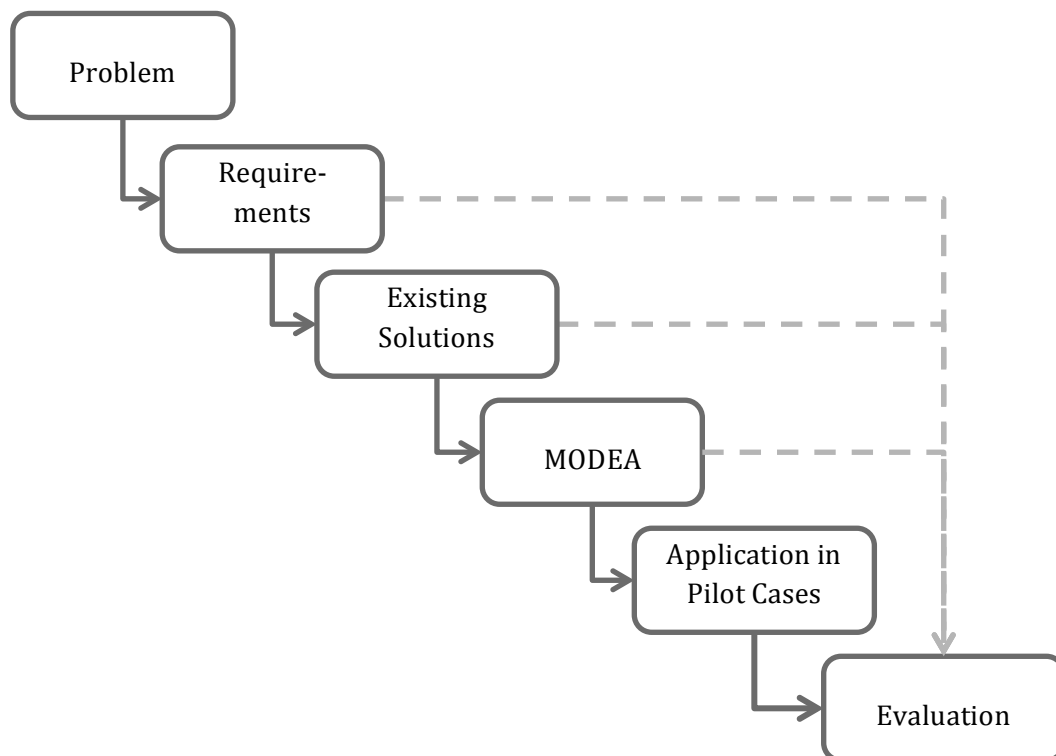 Problem
Require-
ments
Existing
Solutions
MODEA
Application in
Pilot Cases
Evaluation